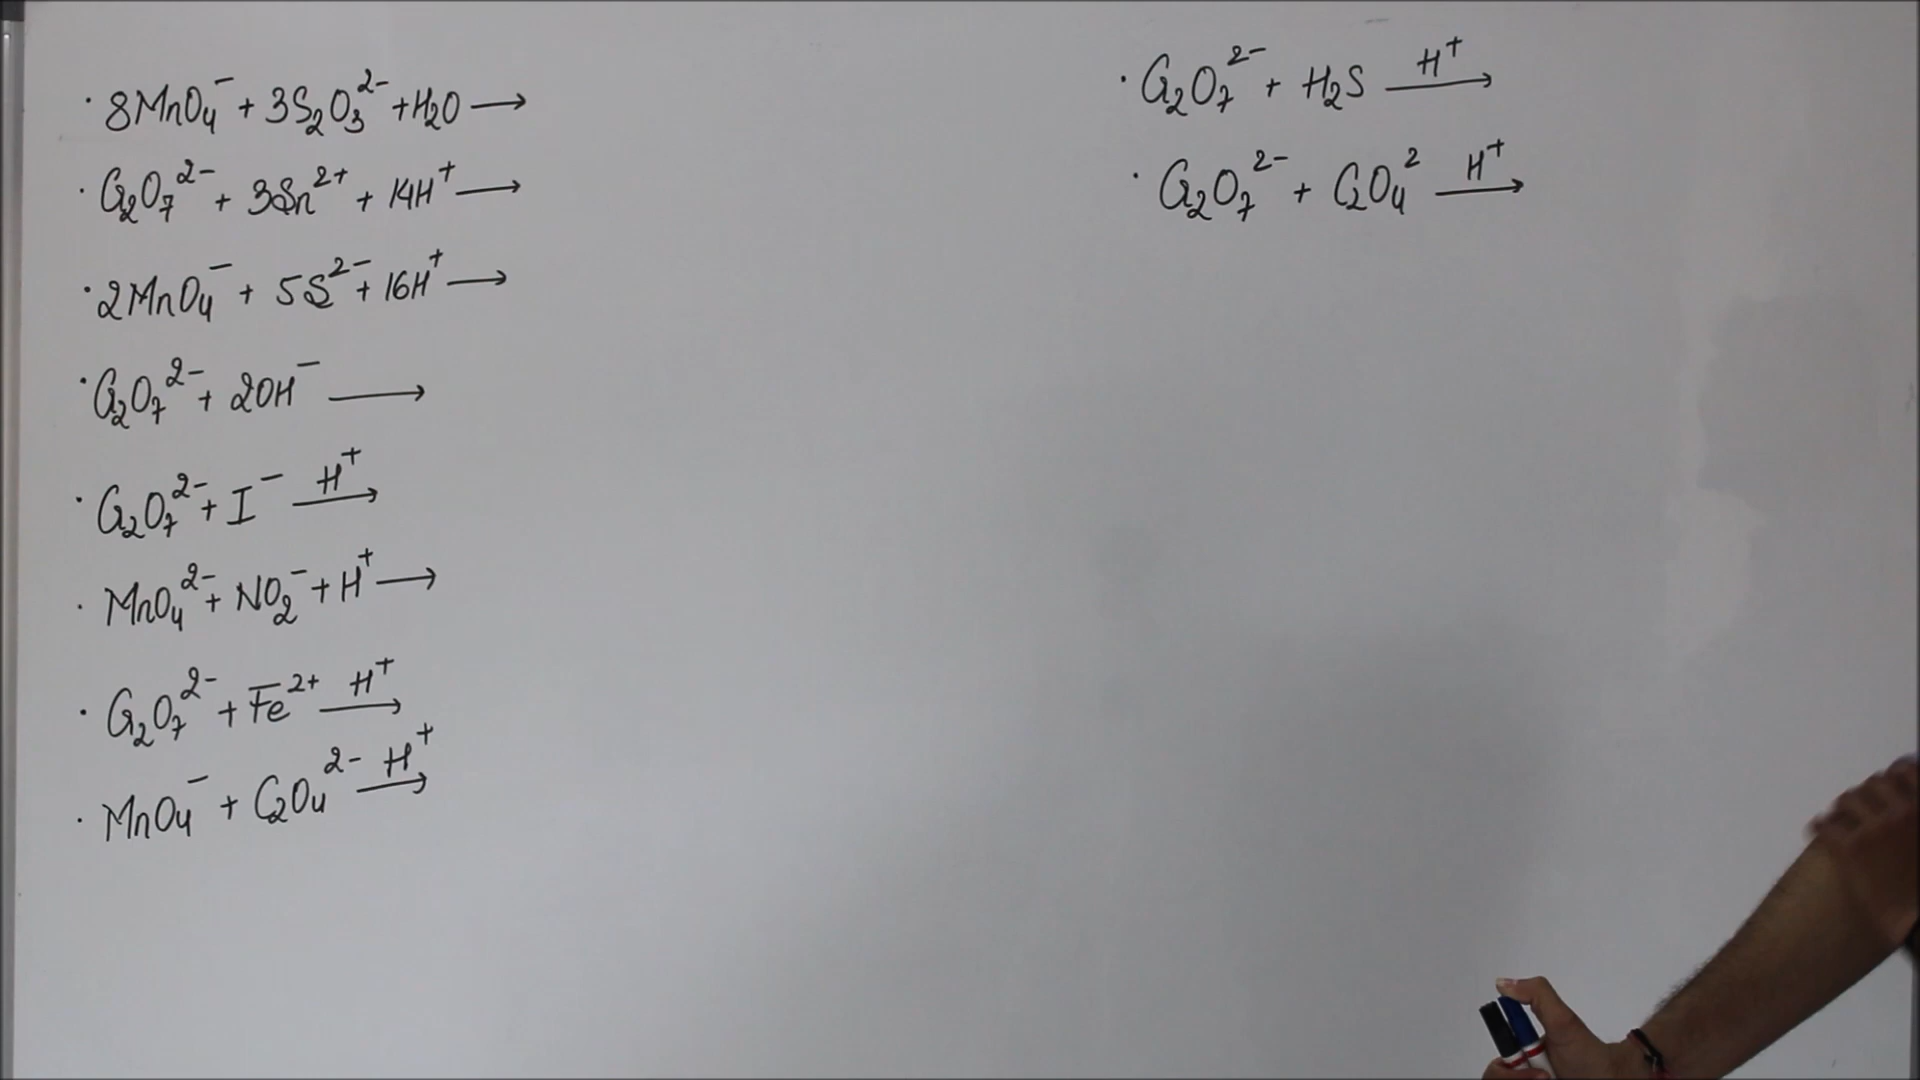 · 8MnO₄⁻ + 3S₂O₃²⁻ + H₂O ⟶
· Cr₂O₇²⁻ + 3Sn²⁺ + 14H⁺ ⟶
· 2MnO₄⁻ + 5S²⁻ + 16H⁺ ⟶
· Cr₂O₇²⁻ + 2OH⁻ ⟶
· Cr₂O₇²⁻ + I⁻ —H⁺→
· MnO₄²⁻ + NO₂⁻ + H⁺ ⟶
· Cr₂O₇²⁻ + Fe²⁺ —H⁺→
· MnO₄⁻ + C₂O₄²⁻ —H⁺→
· Cr₂O₇²⁻ + H₂S —H⁺→
· Cr₂O₇²⁻ + C₂O₄² —H⁺→